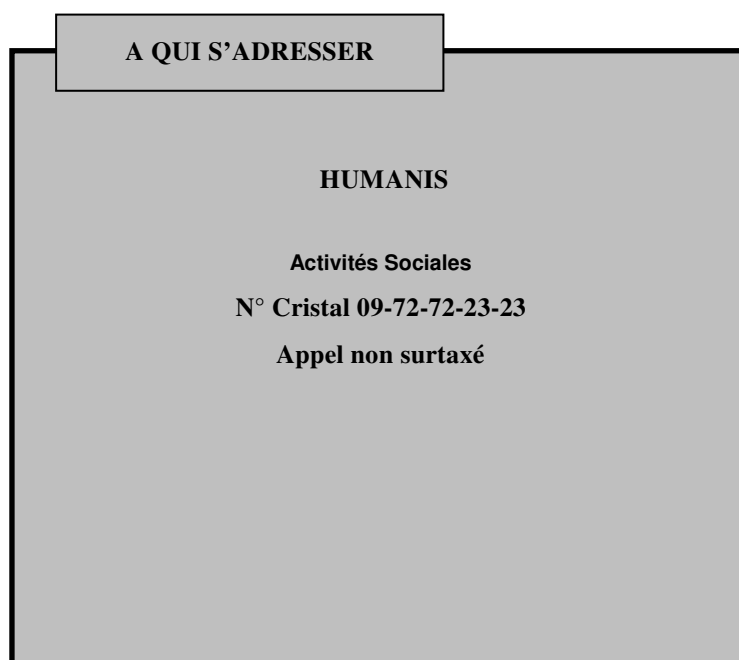 A QUI S’ADRESSER
HUMANIS
Activités Sociales
N° Cristal 09-72-72-23-23
Appel non surtaxé